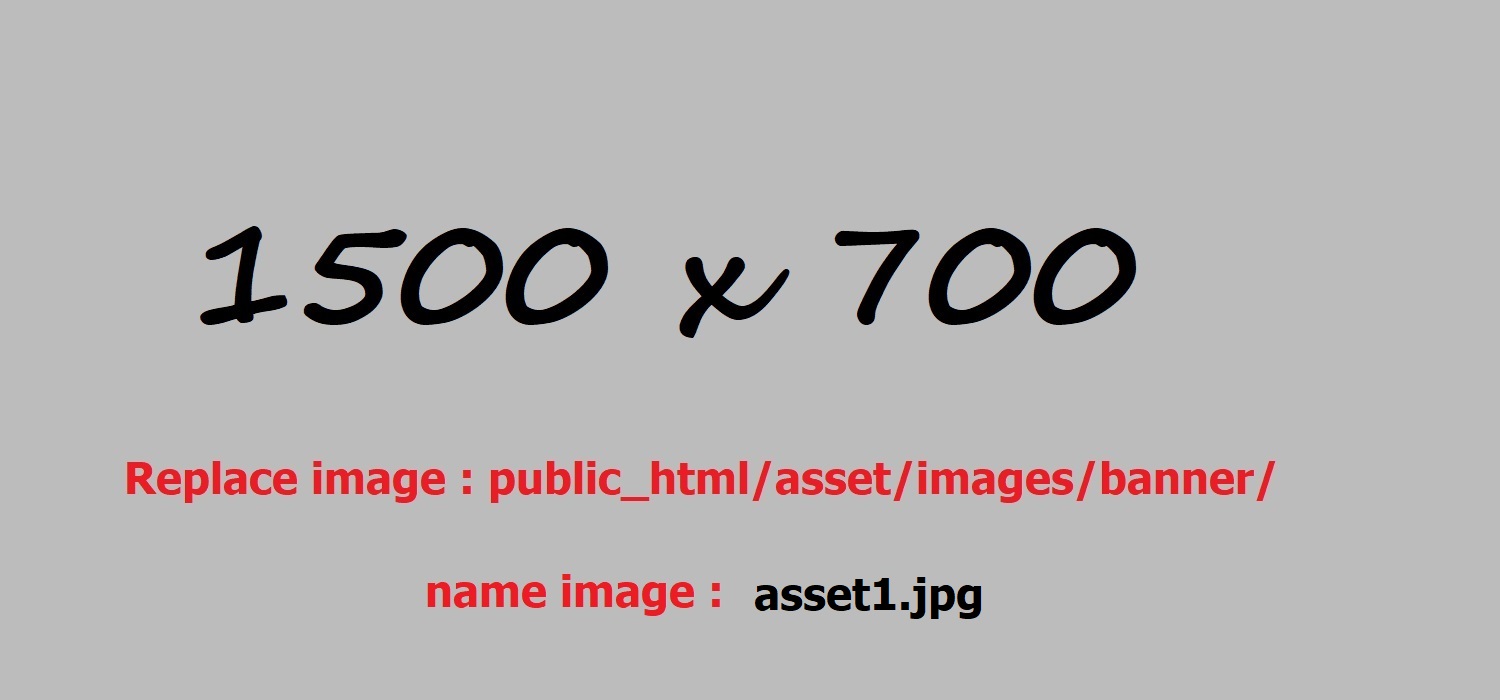 1500 x 700
Replace image : public_html/asset/images/banner/
name image : asset1.jpg